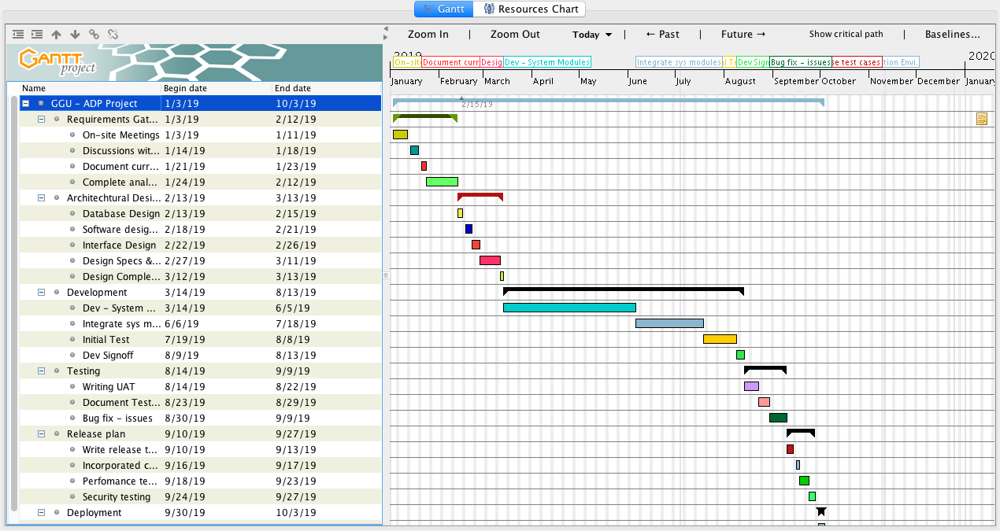 Gantt Resources Chart
Zoom In | Zoom Out Today | ← Past | Future → Show critical path | Baselines...
GANTT project
2019 2020
On-site Document curr Desig Dev - System Modules Integrate sys modules Dev Sign Bug fix - issues e test cases tion Envi.
January February March April May June July August September October November December January
Name Begin date End date
GGU - ADP Project 1/3/19 10/3/19
2/15/19
Requirements Gat... 1/3/19 2/12/19
On-site Meetings 1/3/19 1/11/19
Discussions wit... 1/14/19 1/18/19
Document curr... 1/21/19 1/23/19
Complete anal... 1/24/19 2/12/19
Architechtural Desi... 2/13/19 3/13/19
Database Design 2/13/19 2/15/19
Software desig... 2/18/19 2/21/19
Interface Design 2/22/19 2/26/19
Design Specs &... 2/27/19 3/11/19
Design Comple... 3/12/19 3/13/19
Development 3/14/19 8/13/19
Dev - System ... 3/14/19 6/5/19
Integrate sys m... 6/6/19 7/18/19
Initial Test 7/19/19 8/8/19
Dev Signoff 8/9/19 8/13/19
Testing 8/14/19 9/9/19
Writing UAT 8/14/19 8/22/19
Document Test... 8/23/19 8/29/19
Bug fix - issues 8/30/19 9/9/19
Release plan 9/10/19 9/27/19
Write release t... 9/10/19 9/13/19
Incorporated c... 9/16/19 9/17/19
Perfomance te... 9/18/19 9/23/19
Security testing 9/24/19 9/27/19
Deployment 9/30/19 10/3/19